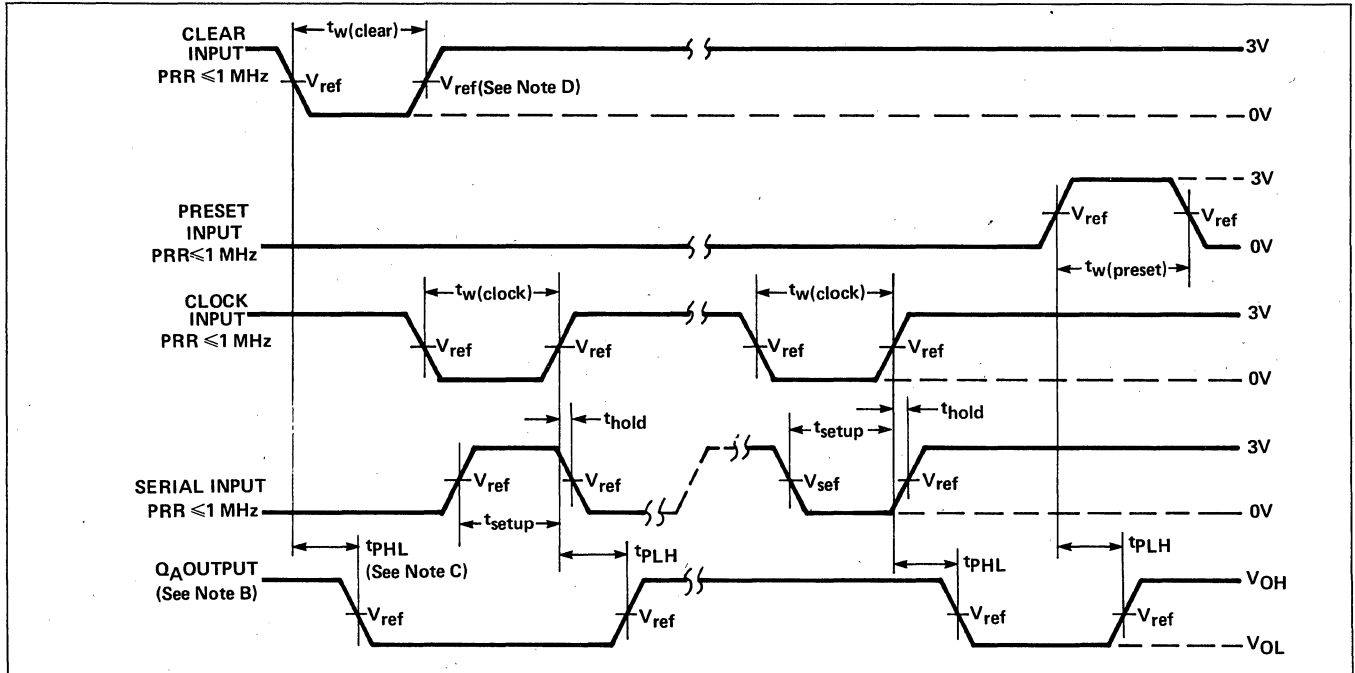 CLEAR
INPUT
PRR ≤1 MHz
tw(clear)
Vref
Vref(See Note D)
3V
0V
PRESET
INPUT
PRR≤1 MHz
Vref
Vref
3V
0V
tw(preset)
CLOCK
INPUT
PRR ≤1 MHz
tw(clock)
Vref
Vref
tw(clock)
Vref
Vref
3V
0V
SERIAL INPUT
PRR ≤1 MHz
Vref
tsetup
thold
Vref
tsetup
Vsef
thold
Vref
3V
0V
QA OUTPUT
(See Note B)
tPHL
(See Note C)
Vref
tPLH
Vref
tPHL
Vref
tPLH
Vref
VOH
VOL